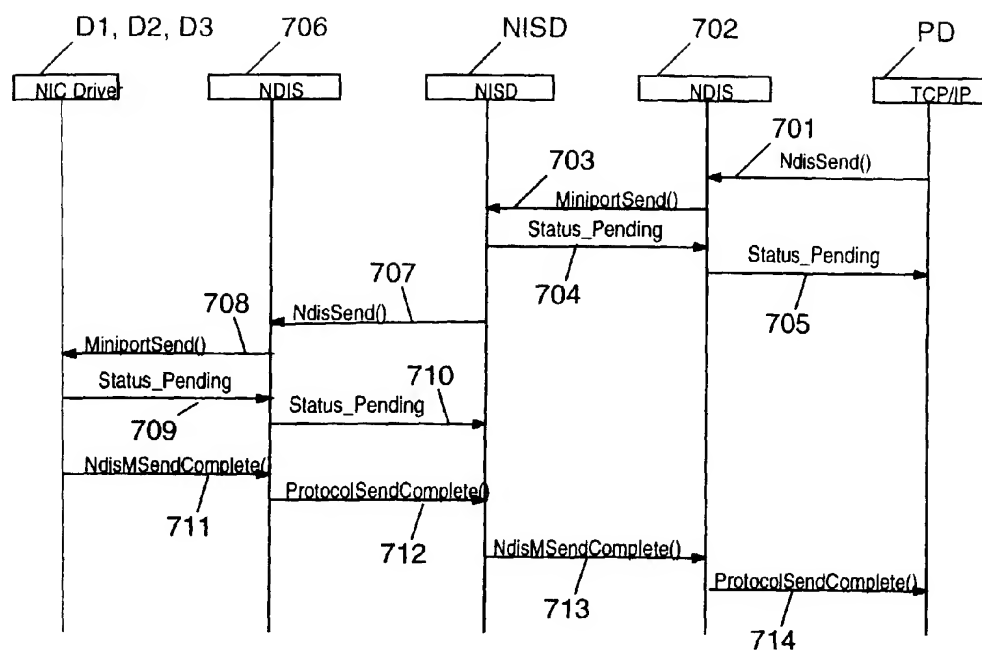 D1, D2, D3
706
NISD
702
PD
NIC Driver
NDIS
NISD
NDIS
TCP/IP
701
NdisSend()
703
MiniportSend()
Status_Pending
704
Status_Pending
705
707
NdisSend()
708
MiniportSend()
Status_Pending
709
710
Status_Pending
NdisMSendComplete()
711
ProtocolSendComplete()
712
NdisMSendComplete()
713
ProtocolSendComplete()
714